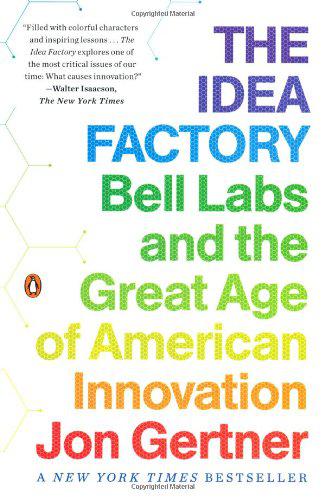 "Filled with colorful characters
and inspiring lessons . . . The
Idea Factory explores one of
the most critical issues of our
time: What causes innovation?"
—Walter Isaacson,
The New York Times
THE
IDEA
FACTORY
Bell Labs
and the
Great Age
of American
Innovation
Jon Gertner
A NEW YORK TIMES BESTSELLER